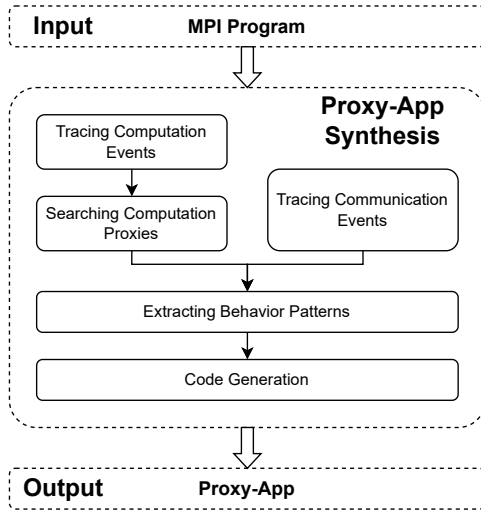 Input MPI Program
Proxy-App
Synthesis
Tracing Computation
Events
Searching Computation
Proxies
Tracing Communication
Events
Extracting Behavior Patterns
Code Generation
Output Proxy-App